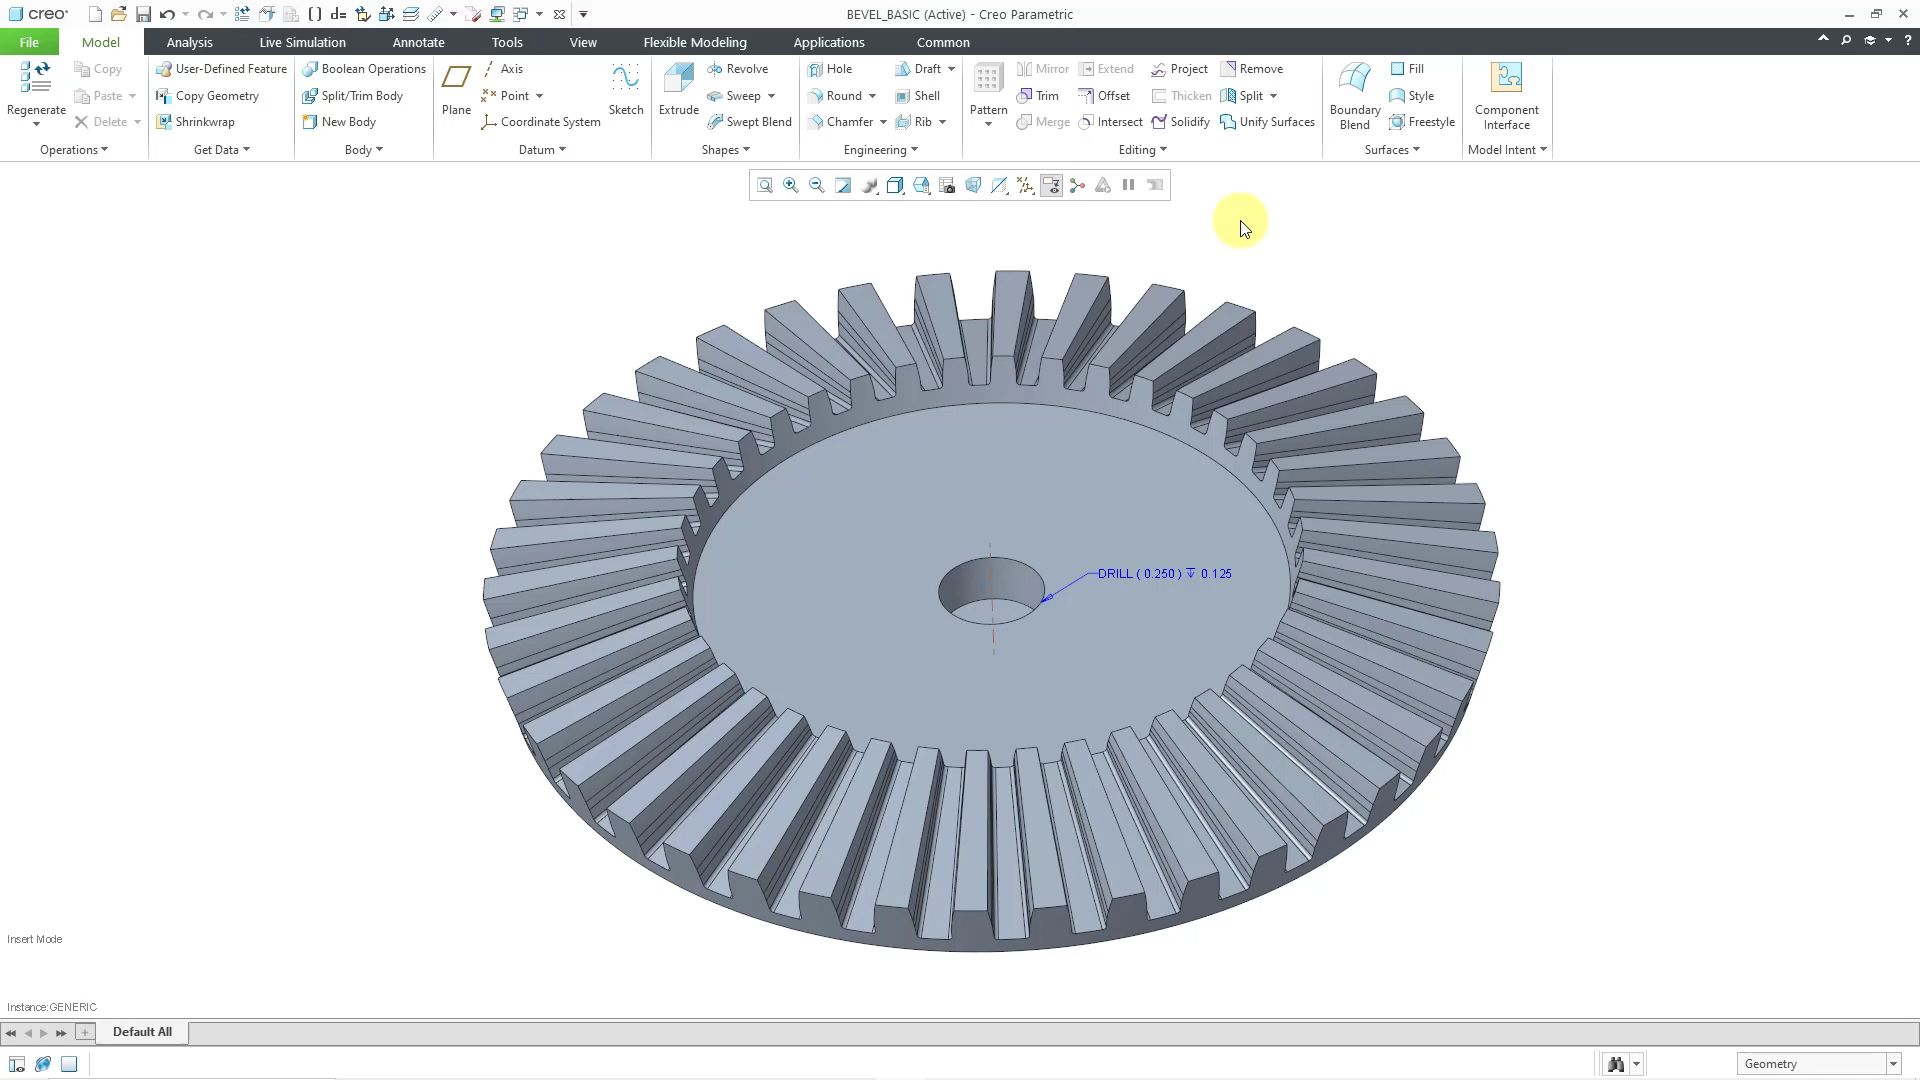 creo
BEVEL_BASIC (Active) - Creo Parametric
File Model Analysis Live Simulation Annotate Tools View Flexible Modeling Applications Common
Regenerate
Copy
Paste
Delete
Operations
User-Defined Feature
Copy Geometry
Shrinkwrap
Get Data
Boolean Operations
Split/Trim Body
New Body
Body
Plane
Axis
Point
Coordinate System
Sketch
Datum
Extrude
Revolve
Sweep
Swept Blend
Shapes
Hole
Round
Chamfer
Draft
Shell
Rib
Engineering
Pattern
Mirror
Trim
Merge
Extend
Offset
Intersect
Project
Thicken
Solidify
Remove
Split
Unify Surfaces
Editing
Boundary
Blend
Fill
Style
Freestyle
Surfaces
Component
Interface
Model Intent
DRILL ( 0.250 ) ↧ 0.125
Insert Mode
Instance:GENERIC
Default All
Geometry